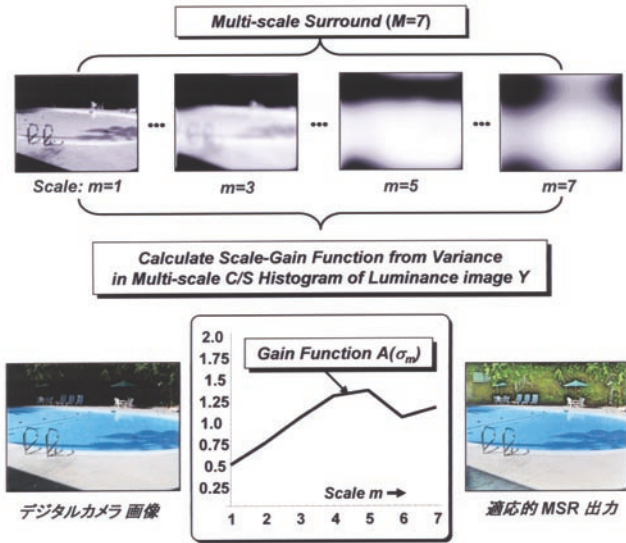 Multi-scale Surround (M=7)
Scale: m=1
m=3
m=5
m=7
Calculate Scale-Gain Function from Variance
in Multi-scale C/S Histogram of Luminance image Y
2.0
1.75
1.5
1.25
1.0
0.75
0.5
0.25
Gain Function A(σm)
Scale m →
1 2 3 4 5 6 7
デジタルカメラ 画像
適応的 MSR 出力